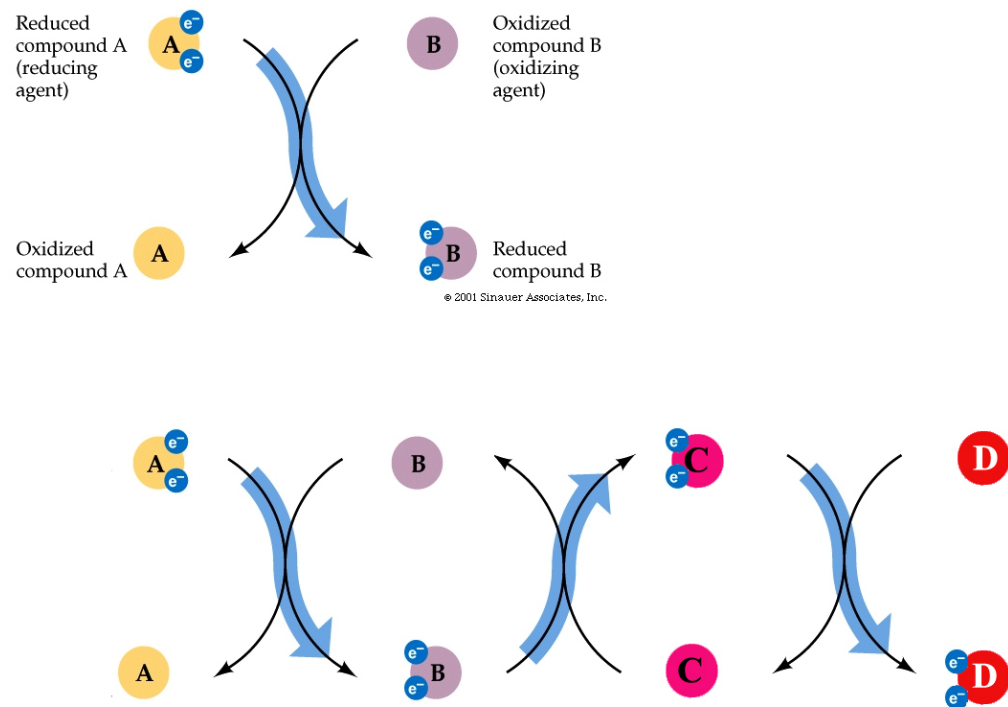 Reduced
compound A
(reducing
agent)
A
e⁻
e⁻
B
Oxidized
compound B
(oxidizing
agent)
Oxidized
compound A
A
e⁻
e⁻
B
Reduced
compound B
© 2001 Sinauer Associates, Inc.
A
e⁻
e⁻
B
e⁻
e⁻
C
D
A
e⁻
e⁻
B
C
e⁻
e⁻
D